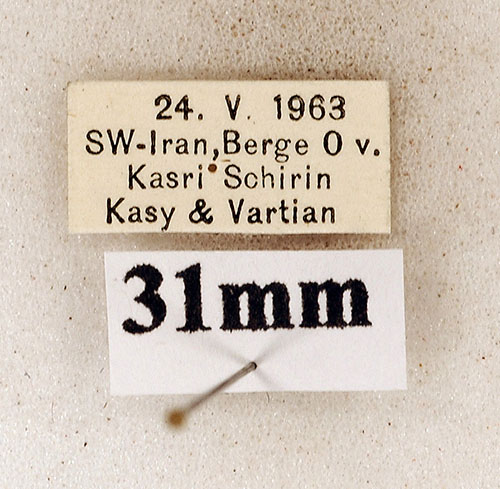 24. V. 1963
SW-Iran,Berge O v.
Kasri Schirin
Kasy & Vartian
31mm